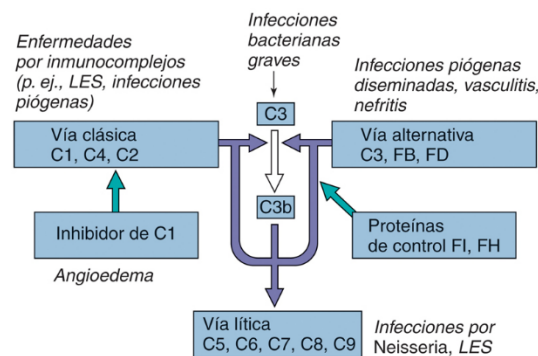 Infecciones
bacterianas
graves
Enfermedades
por inmunocomplejos
(p. ej., LES, infecciones
piógenas)
Infecciones piógenas
diseminadas, vasculitis,
nefritis
C3
Vía clásica
C1, C4, C2
Vía alternativa
C3, FB, FD
C3b
Inhibidor de C1
Proteínas
de control FI, FH
Angioedema
Vía lítica
C5, C6, C7, C8, C9
Infecciones por
Neisseria, LES